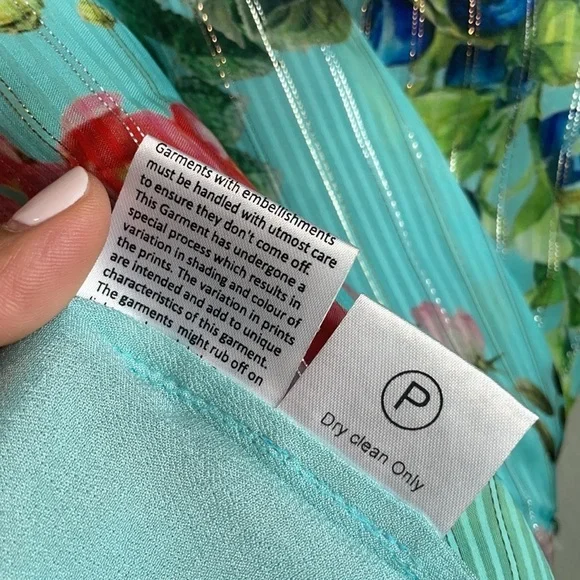 Garments with embellishments
must be handled with utmost care
to ensure they don't come off.
This Garment has undergone a
special process which results in
variation in shading and colour of
the prints. The variation in prints
are intended and add to unique
characteristics of this garment.
The garments might rub off on
P
Dry clean Only